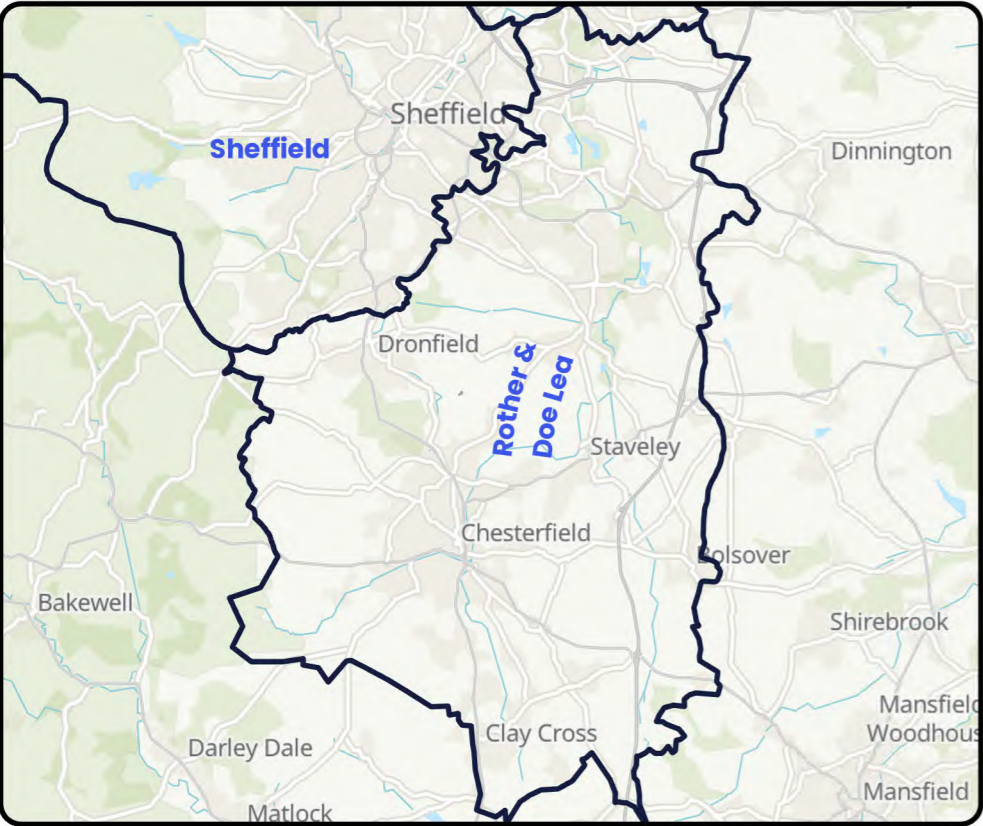 Sheffield
Sheffield
Dinnington
Dronfield
Rother &
Doe Lea
Staveley
Chesterfield
Bolsover
Bakewell
Shirebrook
Mansfield
Woodhous
Clay Cross
Darley Dale
Mansfield
Matlock